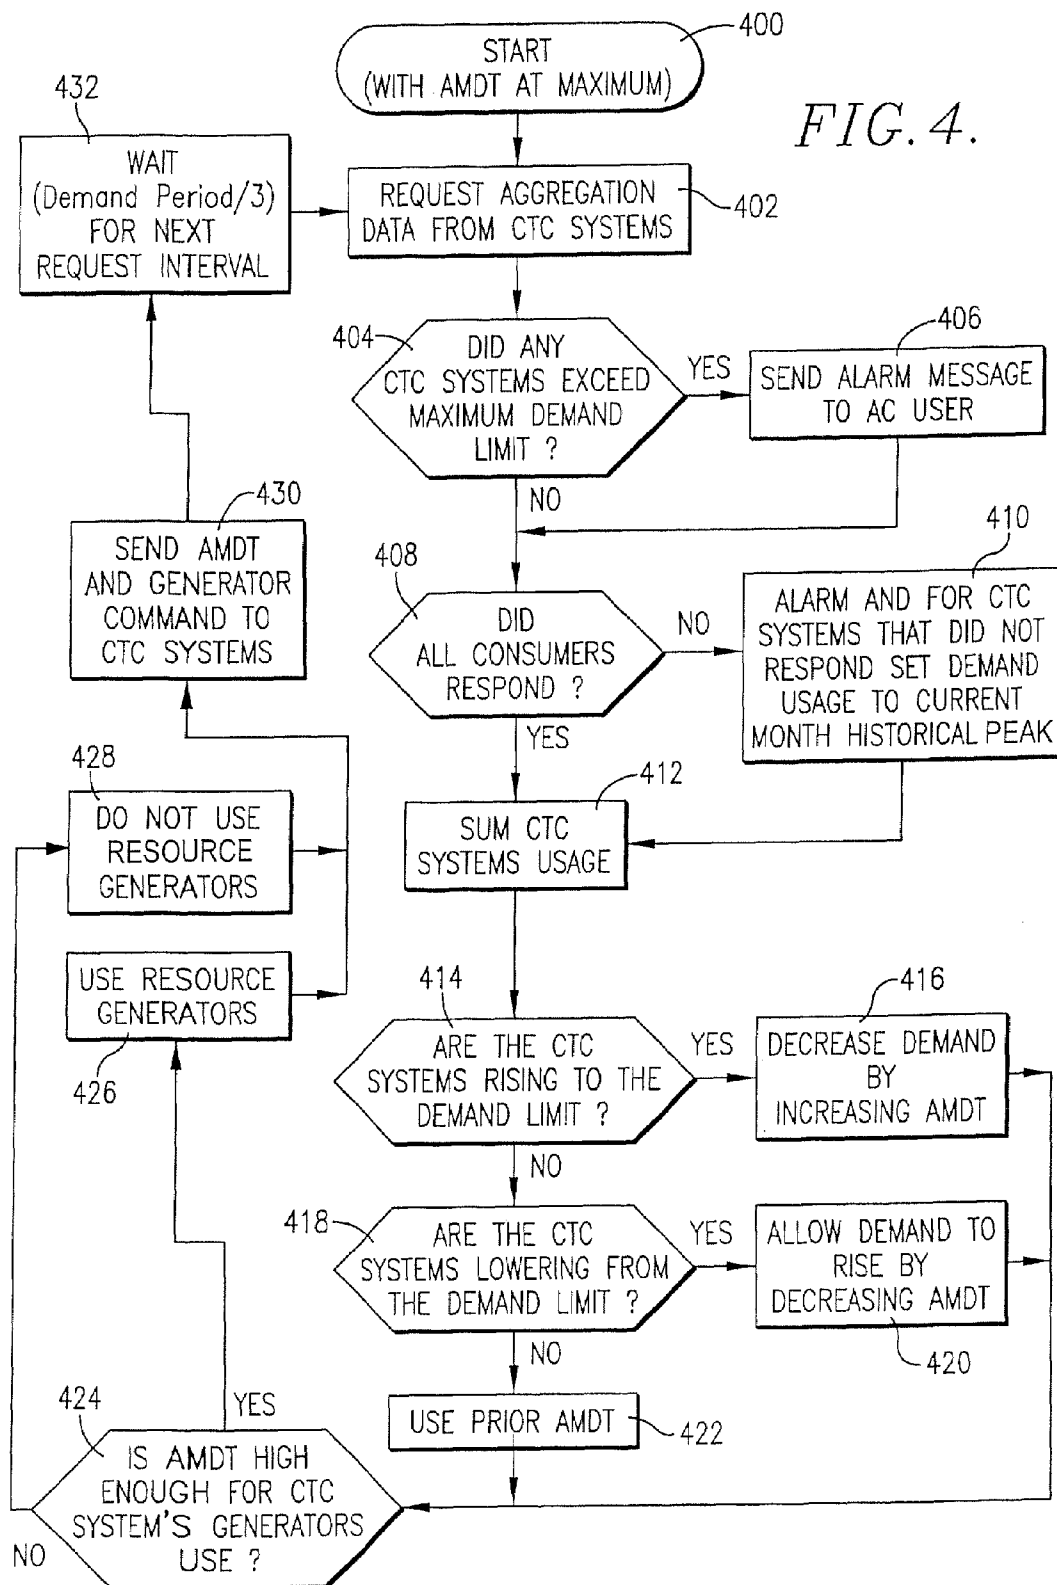 400
START
(WITH AMDT AT MAXIMUM)
FIG. 4.
432
WAIT
(Demand Period/3)
FOR NEXT
REQUEST INTERVAL
REQUEST AGGREGATION
DATA FROM CTC SYSTEMS
402
404
DID ANY
CTC SYSTEMS EXCEED
MAXIMUM DEMAND
LIMIT ?
YES
NO
406
SEND ALARM MESSAGE
TO AC USER
430
SEND AMDT
AND GENERATOR
COMMAND TO
CTC SYSTEMS
408
DID
ALL CONSUMERS
RESPOND ?
NO
YES
410
ALARM AND FOR CTC
SYSTEMS THAT DID NOT
RESPOND SET DEMAND
USAGE TO CURRENT
MONTH HISTORICAL PEAK
428
DO NOT USE
RESOURCE
GENERATORS
412
SUM CTC
SYSTEMS USAGE
USE RESOURCE
GENERATORS
426
414
ARE THE CTC
SYSTEMS RISING TO THE
DEMAND LIMIT ?
YES
NO
416
DECREASE DEMAND
BY
INCREASING AMDT
418
ARE THE CTC
SYSTEMS LOWERING FROM
THE DEMAND LIMIT ?
YES
NO
ALLOW DEMAND TO
RISE BY
DECREASING AMDT
420
USE PRIOR AMDT
422
424
YES
IS AMDT HIGH
ENOUGH FOR CTC
SYSTEM'S GENERATORS
USE ?
NO